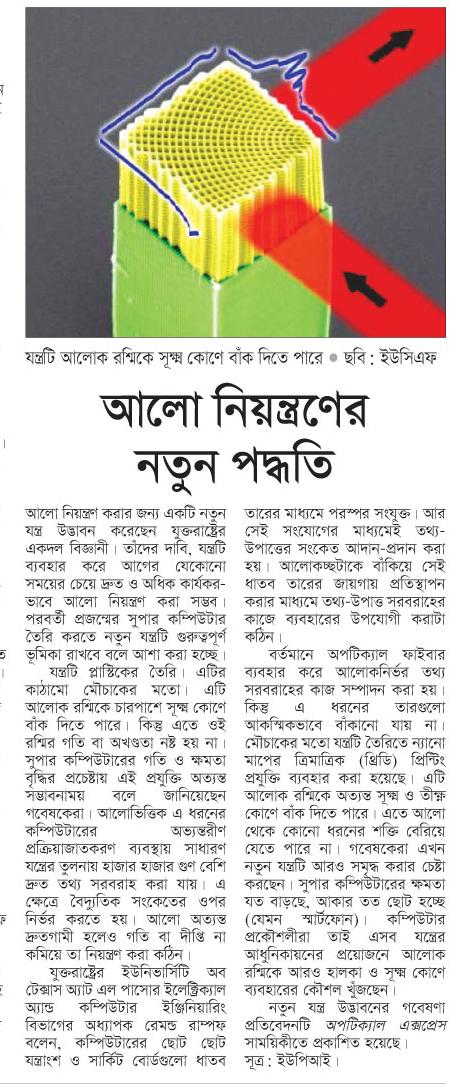 যন্ত্রটি আলোক রশ্মিকে সূক্ষ্ম কোণে বাঁক দিতে পারে ● ছবি : ইউসিএফ
আলো নিয়ন্ত্রণের
নতুন পদ্ধতি
আলো নিয়ন্ত্রণ করার জন্য একটি নতুন
যন্ত্র উদ্ভাবন করেছেন যুক্তরাষ্ট্রের
একদল বিজ্ঞানী। তাঁদের দাবি, যন্ত্রটি
ব্যবহার করে আগের যেকোনো
সময়ের চেয়ে দ্রুত ও অধিক কার্যকর-
ভাবে আলো নিয়ন্ত্রণ করা সম্ভব।
পরবর্তী প্রজন্মের সুপার কম্পিউটার
তৈরি করতে নতুন যন্ত্রটি গুরুত্বপূর্ণ
ভূমিকা রাখবে বলে আশা করা হচ্ছে।
যন্ত্রটি প্লাস্টিকের তৈরি। এটির
কাঠামো মৌচাকের মতো। এটি
আলোক রশ্মিকে চারপাশে সূক্ষ্ম কোণে
বাঁক দিতে পারে। কিন্তু এতে ওই
রশ্মির গতি বা অখণ্ডতা নষ্ট হয় না।
সুপার কম্পিউটারের গতি ও ক্ষমতা
বৃদ্ধির প্রচেষ্টায় এই প্রযুক্তি অত্যন্ত
সম্ভাবনাময় বলে জানিয়েছেন
গবেষকেরা। আলোভিত্তিক এ ধরনের
কম্পিউটারের অভ্যন্তরীণ
প্রক্রিয়াজাতকরণ ব্যবস্থায় সাধারণ
যন্ত্রের তুলনায় হাজার হাজার গুণ বেশি
দ্রুত তথ্য সরবরাহ করা যায়। এ
ক্ষেত্রে বৈদ্যুতিক সংকেতের ওপর
নির্ভর করতে হয়। আলো অত্যন্ত
দ্রুতগামী হলেও গতি বা দীপ্তি না
কমিয়ে তা নিয়ন্ত্রণ করা কঠিন।
যুক্তরাষ্ট্রের ইউনিভার্সিটি অব
টেক্সাস অ্যাট এল পাসোর ইলেক্ট্রিক্যাল
অ্যান্ড কম্পিউটার ইঞ্জিনিয়ারিং
বিভাগের অধ্যাপক রেমন্ড রাম্পফ
বলেন, কম্পিউটারের ছোট ছোট
যন্ত্রাংশ ও সার্কিট বোর্ডগুলো ধাতব
তারের মাধ্যমে পরস্পর সংযুক্ত। আর
সেই সংযোগের মাধ্যমেই তথ্য-
উপাত্তের সংকেত আদান-প্রদান করা
হয়। আলোকচ্ছটাকে বাঁকিয়ে সেই
ধাতব তারের জায়গায় প্রতিস্থাপন
করার মাধ্যমে তথ্য-উপাত্ত সরবরাহের
কাজে ব্যবহারের উপযোগী করাটা
কঠিন।
বর্তমানে অপটিক্যাল ফাইবার
ব্যবহার করে আলোকনির্ভর তথ্য
সরবরাহের কাজ সম্পাদন করা হয়।
কিন্তু এ ধরনের তারগুলো
আকস্মিকভাবে বাঁকানো যায় না।
মৌচাকের মতো যন্ত্রটি তৈরিতে ন্যানো
মাপের ত্রিমাত্রিক (থ্রিডি) প্রিন্টিং
প্রযুক্তি ব্যবহার করা হয়েছে। এটি
আলোক রশ্মিকে অত্যন্ত সূক্ষ্ম ও তীক্ষ্ণ
কোণে বাঁক দিতে পারে। এতে আলো
থেকে কোনো ধরনের শক্তি বেরিয়ে
যেতে পারে না। গবেষকেরা এখন
নতুন যন্ত্রটি আরও সমৃদ্ধ করার চেষ্টা
করছেন। সুপার কম্পিউটারের ক্ষমতা
যত বাড়ছে, আকার তত ছোট হচ্ছে
(যেমন স্মার্টফোন)। কম্পিউটার
প্রকৌশলীরা তাই এসব যন্ত্রের
আধুনিকায়নের প্রয়োজনে আলোক
রশ্মিকে আরও হালকা ও সূক্ষ্ম কোণে
ব্যবহারের কৌশল খুঁজছেন।
নতুন যন্ত্র উদ্ভাবনের গবেষণা
প্রতিবেদনটি অপটিক্যাল এক্সপ্রেস
সাময়িকীতে প্রকাশিত হয়েছে।
সূত্র : ইউপিআই।